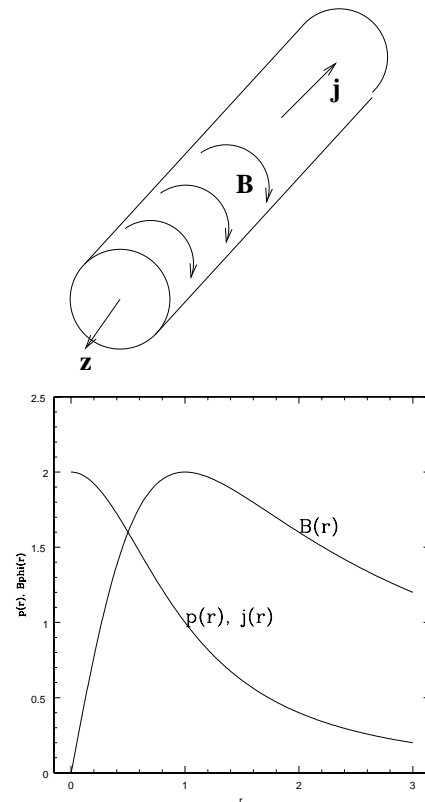 j
B
z
2.5
2
B(r)
1.5
p(r), Bphi(r)
p(r), j(r)
1
0.5
0
0 1 2 3
r